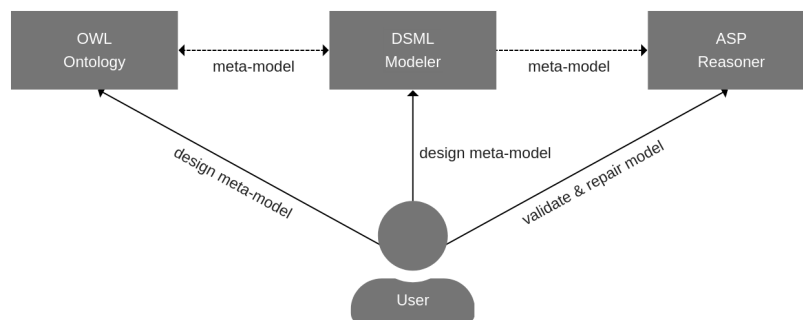 OWL
Ontology
meta-model
DSML
Modeler
meta-model
ASP
Reasoner
design meta-model
design meta-model
validate & repair model
User